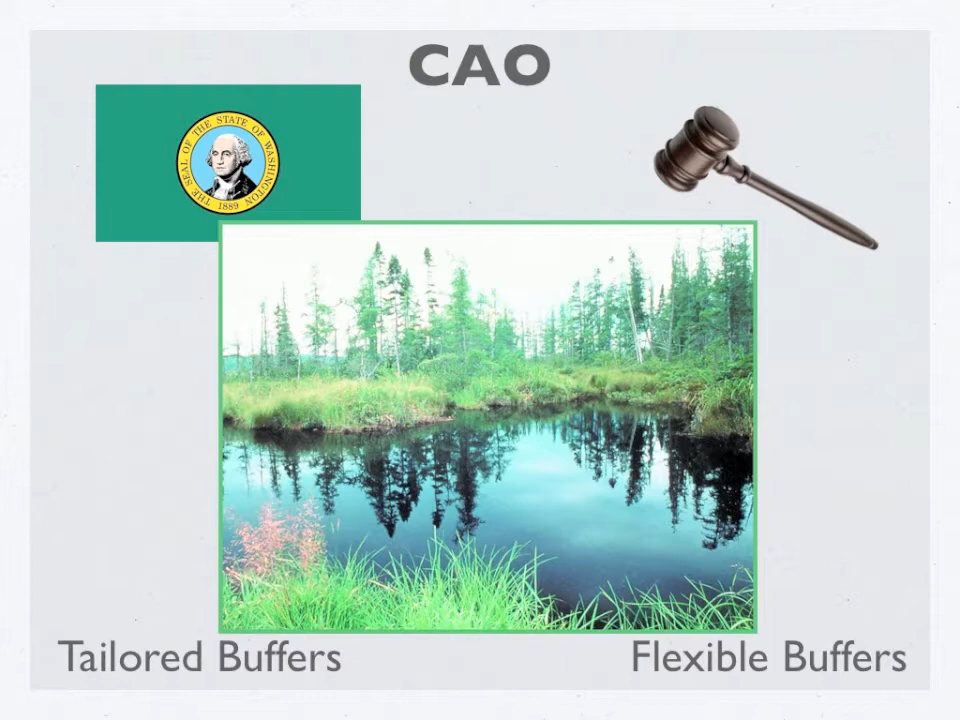 CAO
THE SEAL OF THE STATE OF WASHINGTON
1889
Tailored Buffers
Flexible Buffers